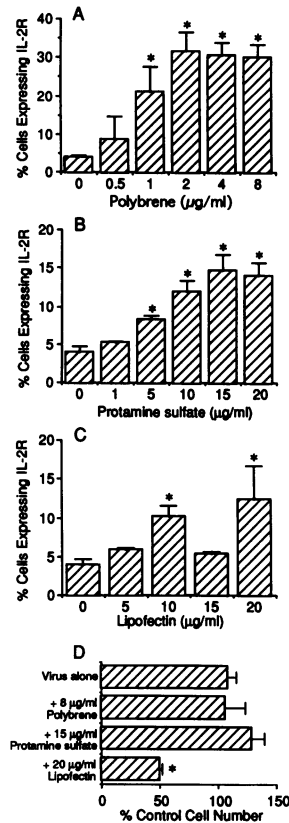 A
% Cells Expressing IL-2R
40
30
20
10
0
* * * *
0 0.5 1 2 4 8
Polybrene (µg/ml)
B
% Cells Expressing IL-2R
20
15
10
5
0
* * * *
0 1 5 10 15 20
Protamine sulfate (µg/ml)
C
% Cells Expressing IL-2R
20
15
10
5
0
* *
0 5 10 15 20
Lipofectin (µg/ml)
D
Virus alone
+ 8 µg/ml
Polybrene
+ 15 µg/ml
Protamine sulfate
+ 20 µg/ml
Lipofectin
*
0 50 100 150
% Control Cell Number